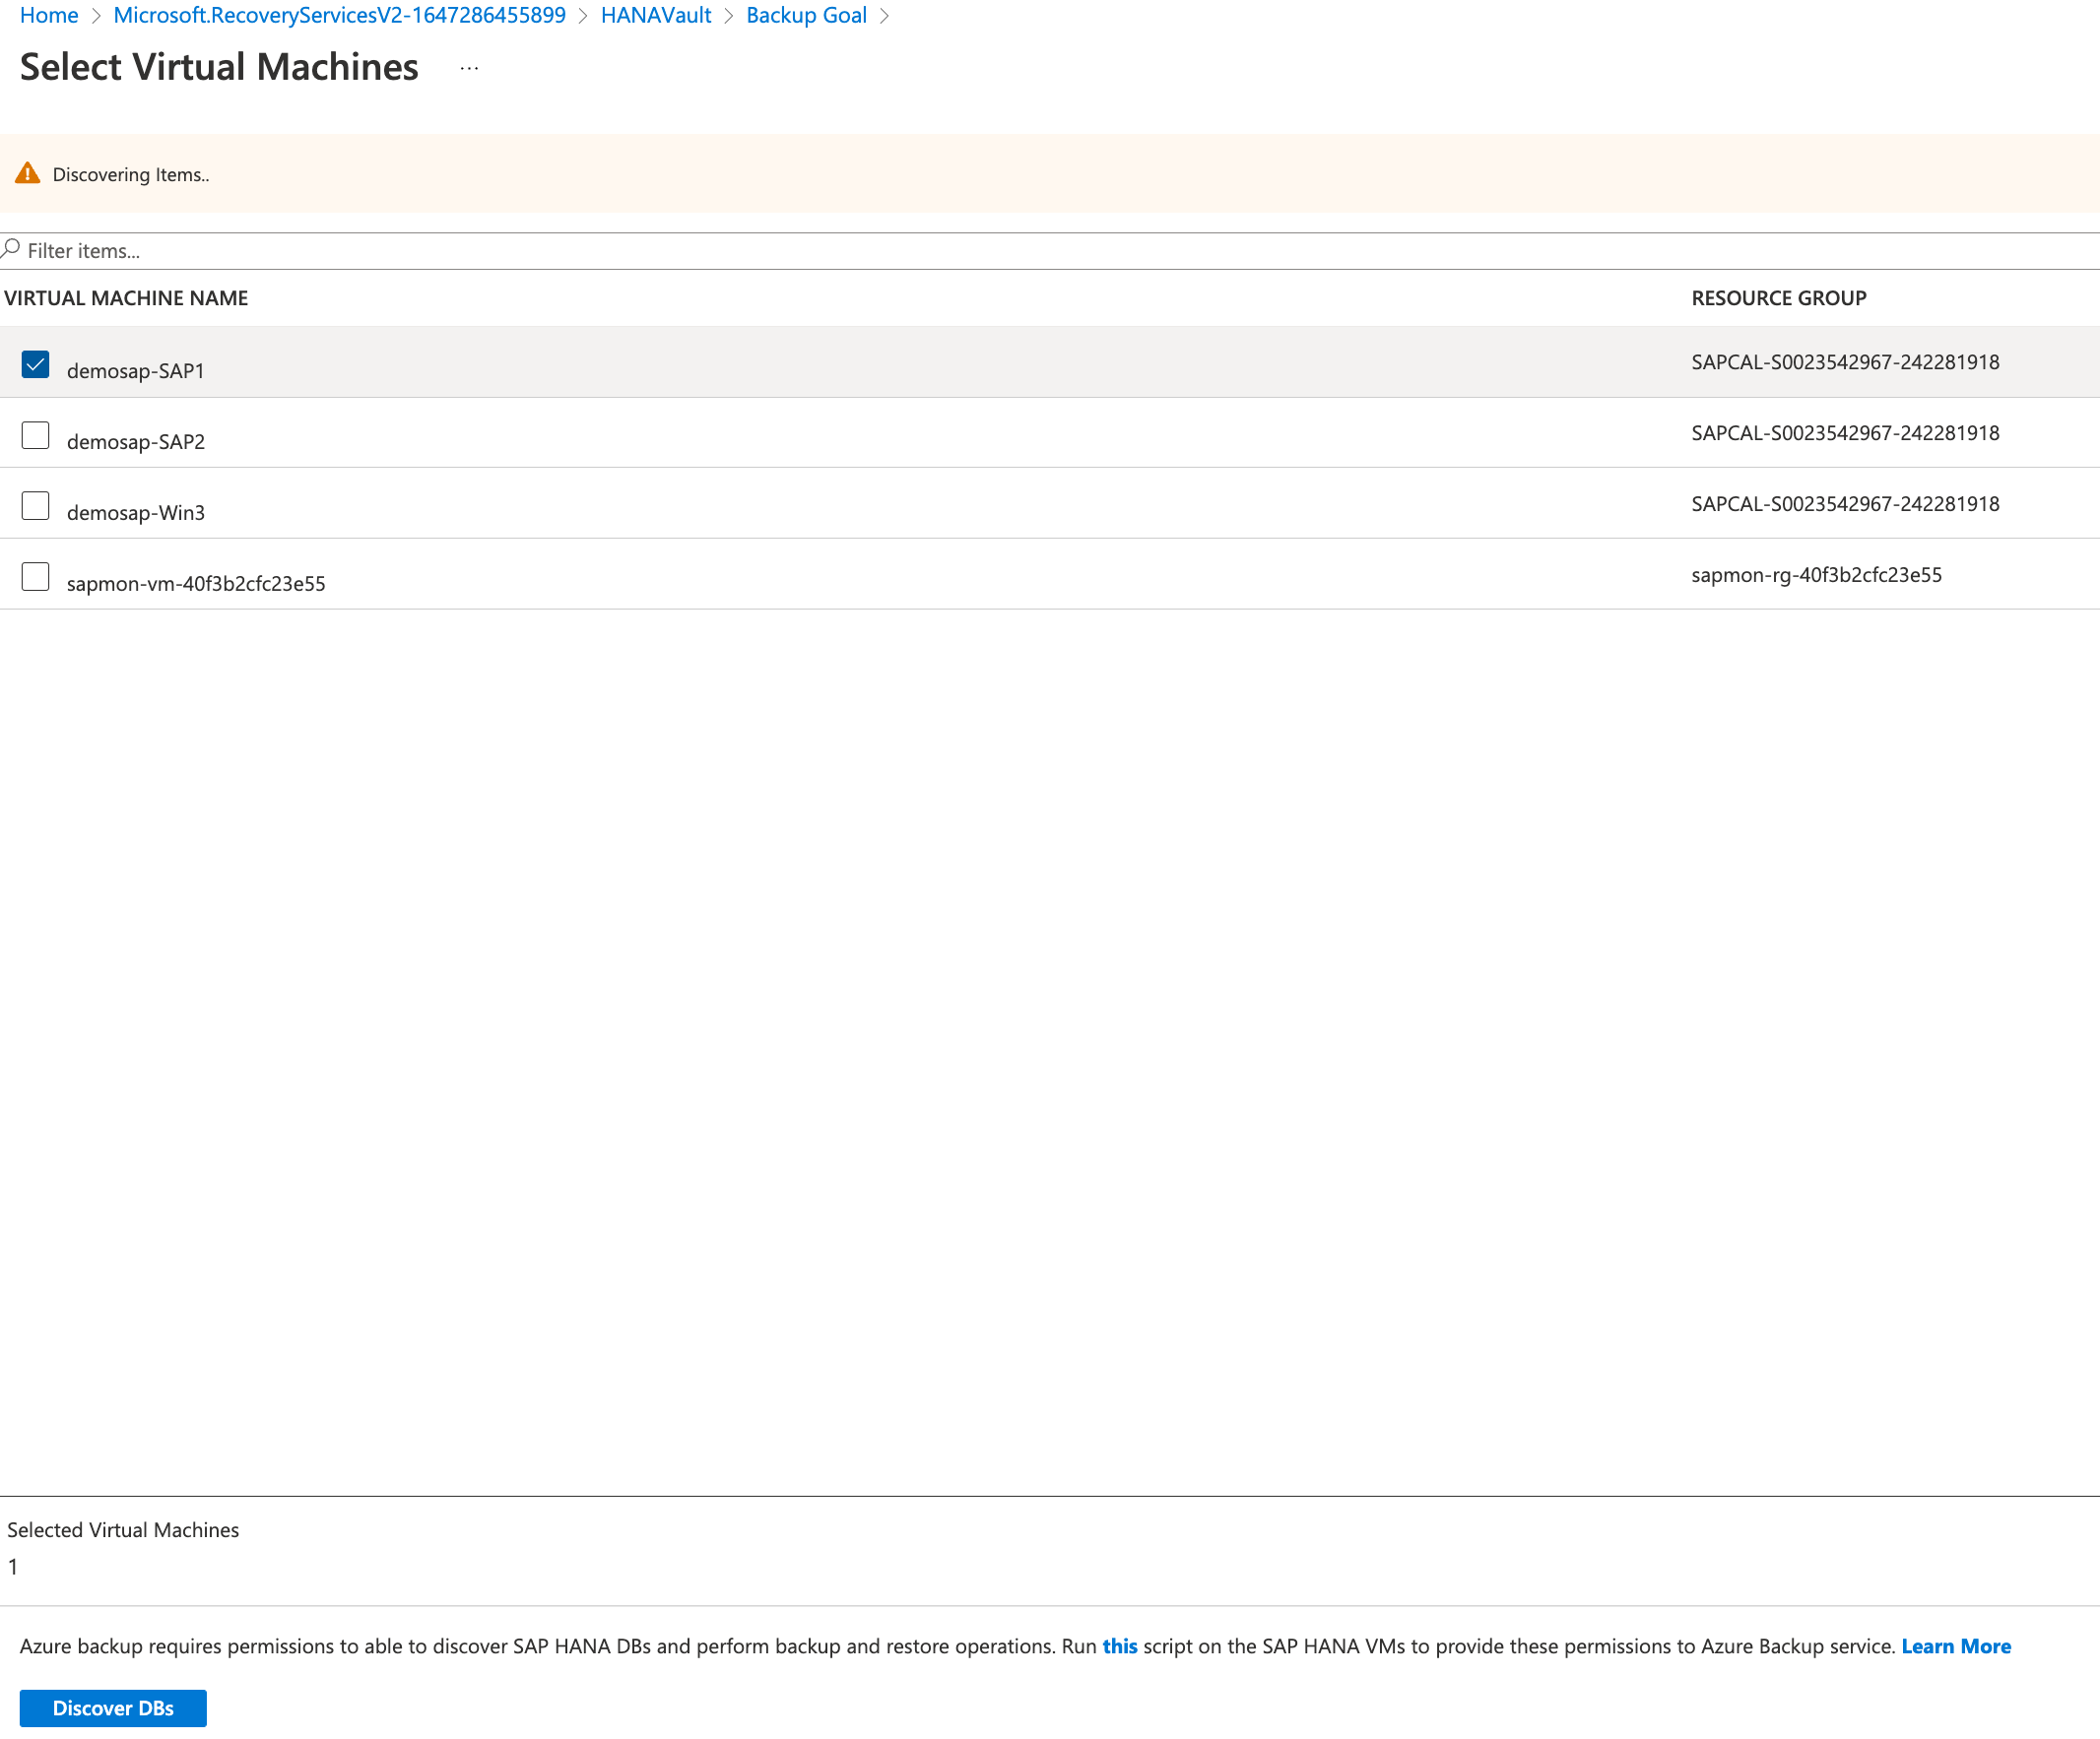 Home > Microsoft.RecoveryServicesV2-1647286455899 > HANAVault > Backup Goal >
Select Virtual Machines ...
Discovering Items..
Filter items...
VIRTUAL MACHINE NAME RESOURCE GROUP
demosap-SAP1 SAPCAL-S0023542967-242281918
demosap-SAP2 SAPCAL-S0023542967-242281918
demosap-Win3 SAPCAL-S0023542967-242281918
sapmon-vm-40f3b2cfc23e55 sapmon-rg-40f3b2cfc23e55
Selected Virtual Machines
1
Azure backup requires permissions to able to discover SAP HANA DBs and perform backup and restore operations. Run this script on the SAP HANA VMs to provide these permissions to Azure Backup service. Learn More
Discover DBs